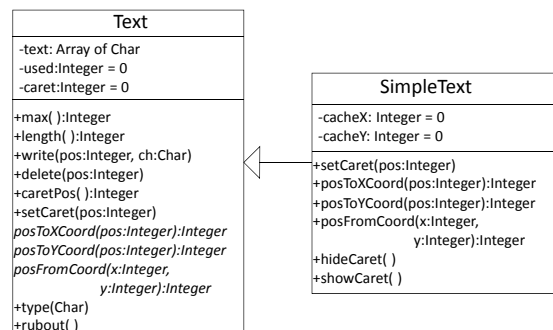 Text
-text: Array of Char
-used:Integer = 0
-caret:Integer = 0
+max( ):Integer
+length( ):Integer
+write(pos:Integer, ch:Char)
+delete(pos:Integer)
+caretPos( ):Integer
+setCaret(pos:Integer)
posToXCoord(pos:Integer):Integer
posToYCoord(pos:Integer):Integer
posFromCoord(x:Integer,
y:Integer):Integer
+type(Char)
+rubout( )
SimpleText
-cacheX: Integer = 0
-cacheY: Integer = 0
+setCaret(pos:Integer)
+posToXCoord(pos:Integer):Integer
+posToYCoord(pos:Integer):Integer
+posFromCoord(x:Integer,
y:Integer):Integer
+hideCaret( )
+showCaret( )